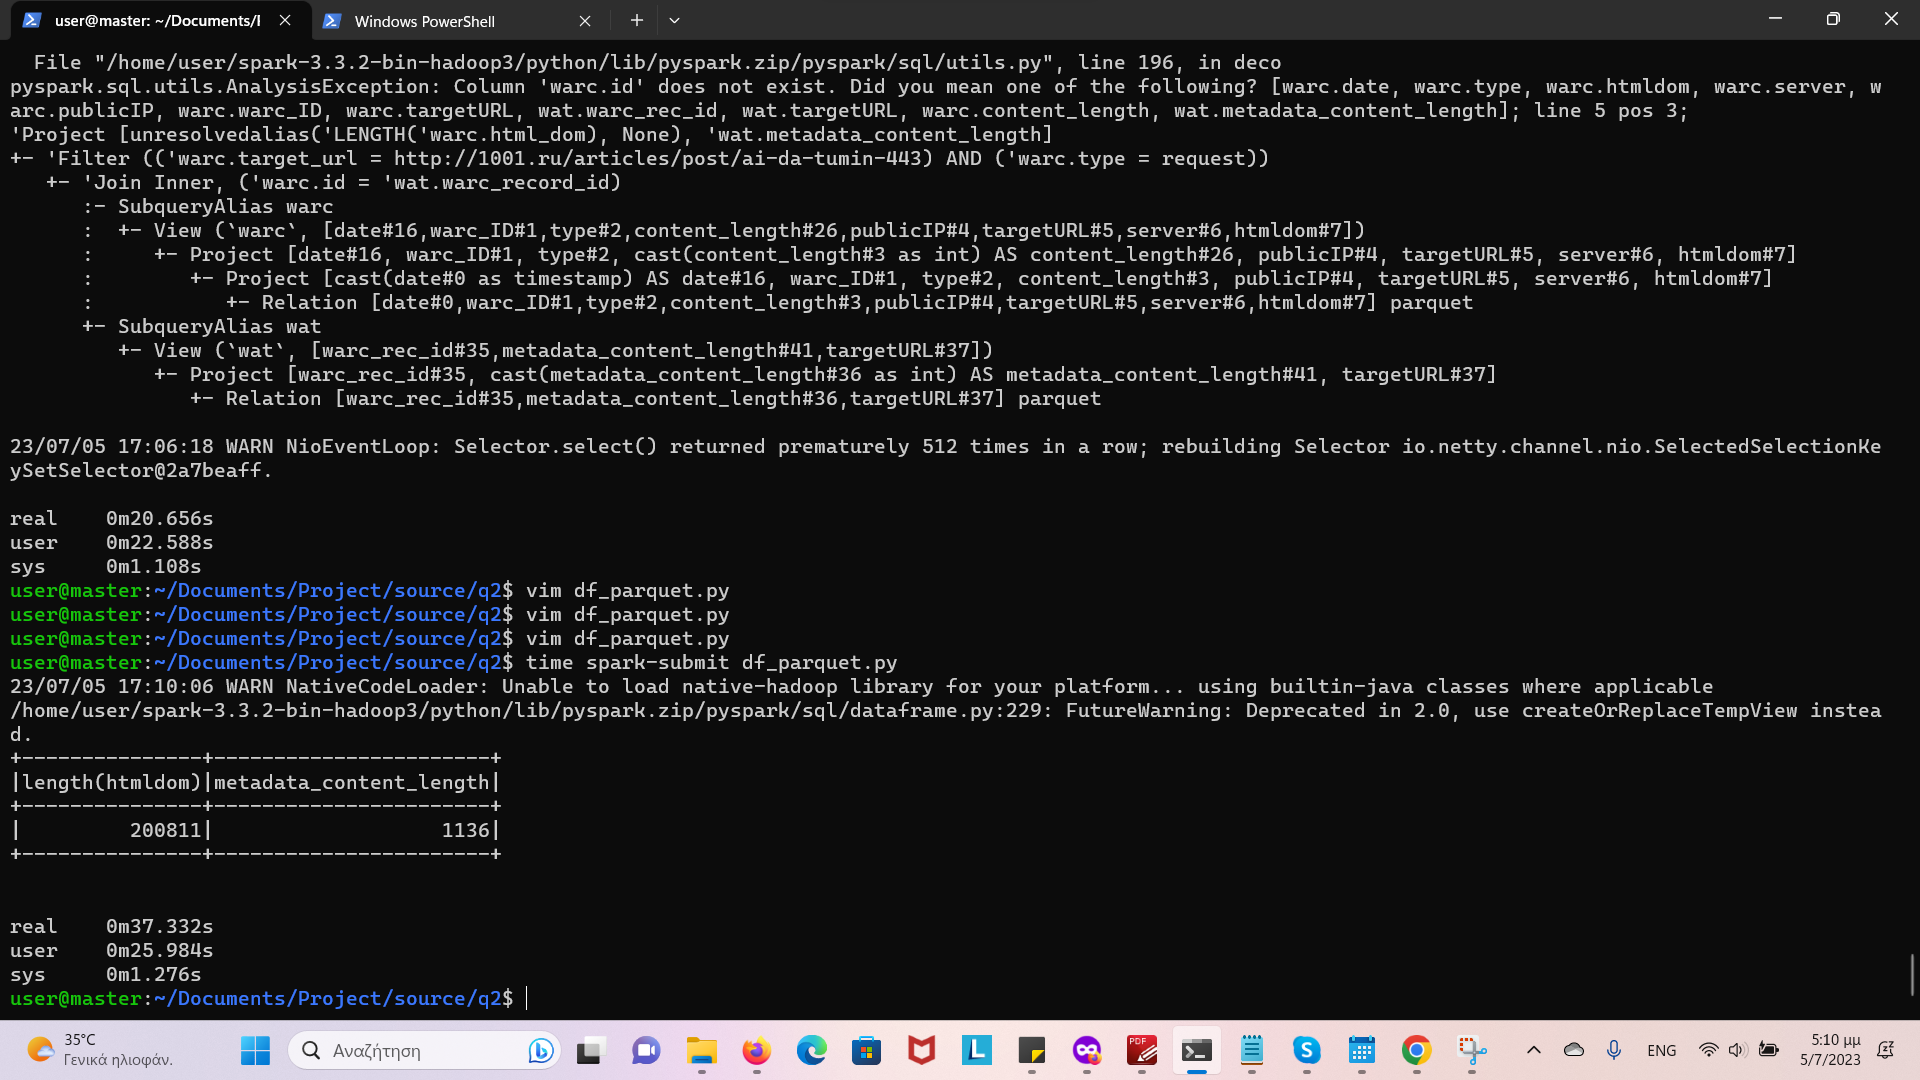 user@master: ~/Documents/I
Windows PowerShell
  File "/home/user/spark-3.3.2-bin-hadoop3/python/lib/pyspark.zip/pyspark/sql/utils.py", line 196, in deco
pyspark.sql.utils.AnalysisException: Column 'warc.id' does not exist. Did you mean one of the following? [warc.date, warc.type, warc.htmldom, warc.server, w
arc.publicIP, warc.warc_ID, warc.targetURL, wat.warc_rec_id, wat.targetURL, warc.content_length, wat.metadata_content_length]; line 5 pos 3;
'Project [unresolvedalias('LENGTH('warc.html_dom), None), 'wat.metadata_content_length]
+- 'Filter (('warc.target_url = http://1001.ru/articles/post/ai-da-tumin-443) AND ('warc.type = request))
   +- 'Join Inner, ('warc.id = 'wat.warc_record_id)
      :- SubqueryAlias warc
      :  +- View (`warc`, [date#16,warc_ID#1,type#2,content_length#26,publicIP#4,targetURL#5,server#6,htmldom#7])
      :     +- Project [date#16, warc_ID#1, type#2, cast(content_length#3 as int) AS content_length#26, publicIP#4, targetURL#5, server#6, htmldom#7]
      :        +- Project [cast(date#0 as timestamp) AS date#16, warc_ID#1, type#2, content_length#3, publicIP#4, targetURL#5, server#6, htmldom#7]
      :           +- Relation [date#0,warc_ID#1,type#2,content_length#3,publicIP#4,targetURL#5,server#6,htmldom#7] parquet
      +- SubqueryAlias wat
         +- View (`wat`, [warc_rec_id#35,metadata_content_length#41,targetURL#37])
            +- Project [warc_rec_id#35, cast(metadata_content_length#36 as int) AS metadata_content_length#41, targetURL#37]
               +- Relation [warc_rec_id#35,metadata_content_length#36,targetURL#37] parquet
23/07/05 17:06:18 WARN NioEventLoop: Selector.select() returned prematurely 512 times in a row; rebuilding Selector io.netty.channel.nio.SelectedSelectionKe
ySetSelector@2a7beaff.
real    0m20.656s
user    0m22.588s
sys     0m1.108s
user@master:~/Documents/Project/source/q2$ vim df_parquet.py
user@master:~/Documents/Project/source/q2$ vim df_parquet.py
user@master:~/Documents/Project/source/q2$ vim df_parquet.py
user@master:~/Documents/Project/source/q2$ time spark-submit df_parquet.py
23/07/05 17:10:06 WARN NativeCodeLoader: Unable to load native-hadoop library for your platform... using builtin-java classes where applicable
/home/user/spark-3.3.2-bin-hadoop3/python/lib/pyspark.zip/pyspark/sql/dataframe.py:229: FutureWarning: Deprecated in 2.0, use createOrReplaceTempView instea
d.
+---------------+-----------------------+
|length(htmldom)|metadata_content_length|
+---------------+-----------------------+
|         200811|                   1136|
+---------------+-----------------------+
real    0m37.332s
user    0m25.984s
sys     0m1.276s
user@master:~/Documents/Project/source/q2$
35°C
Γενικά ηλιοφάν.
Αναζήτηση
PDF
L
S
ENG
5:10 μμ
5/7/2023